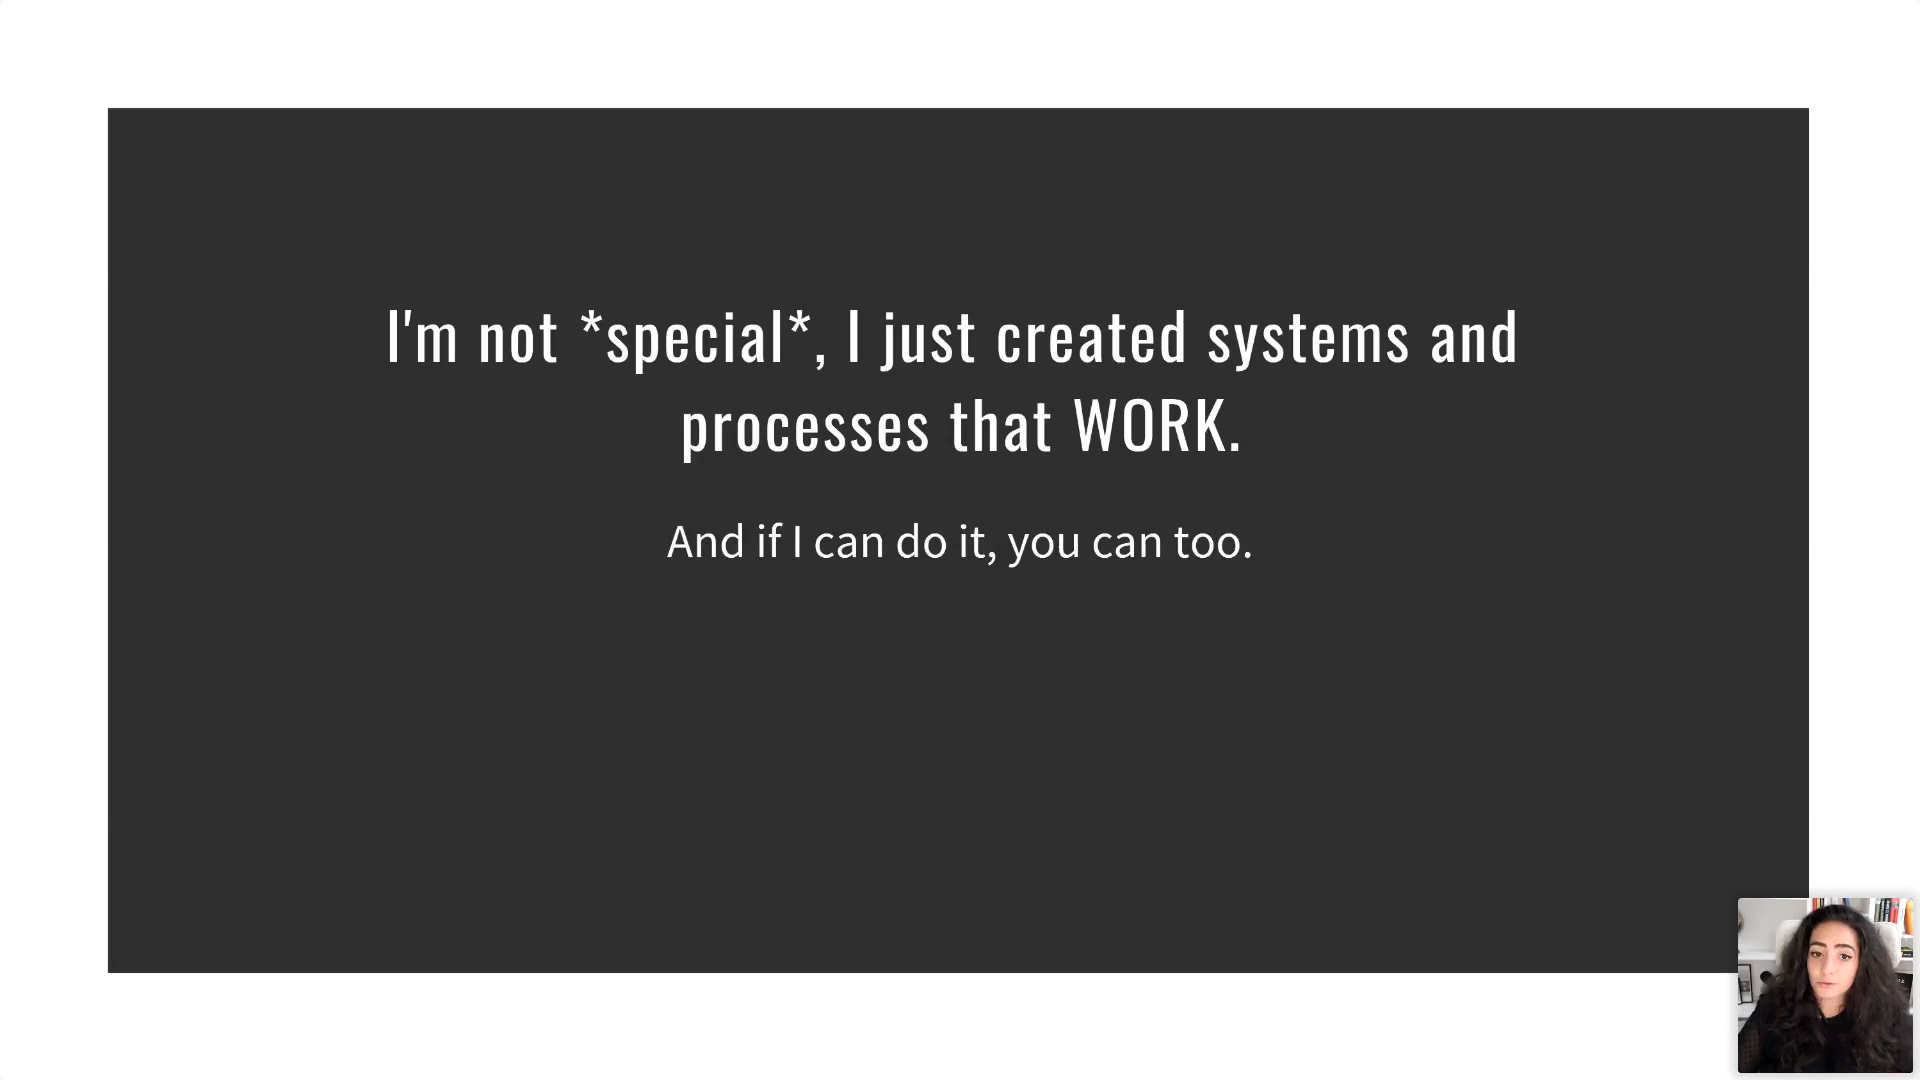 I'm not *special*, I just created systems and
processes that WORK.
And if I can do it, you can too.